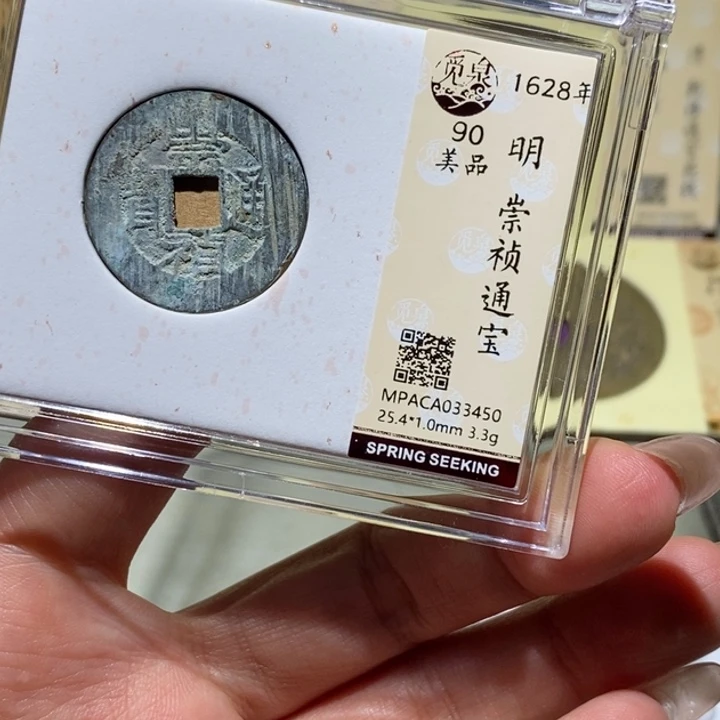 崇禎通寶
觅泉
1628年
90
美品
明
崇祯通宝
MPACA033450
25.4*1.0mm 3.3g
SPRING SEEKING